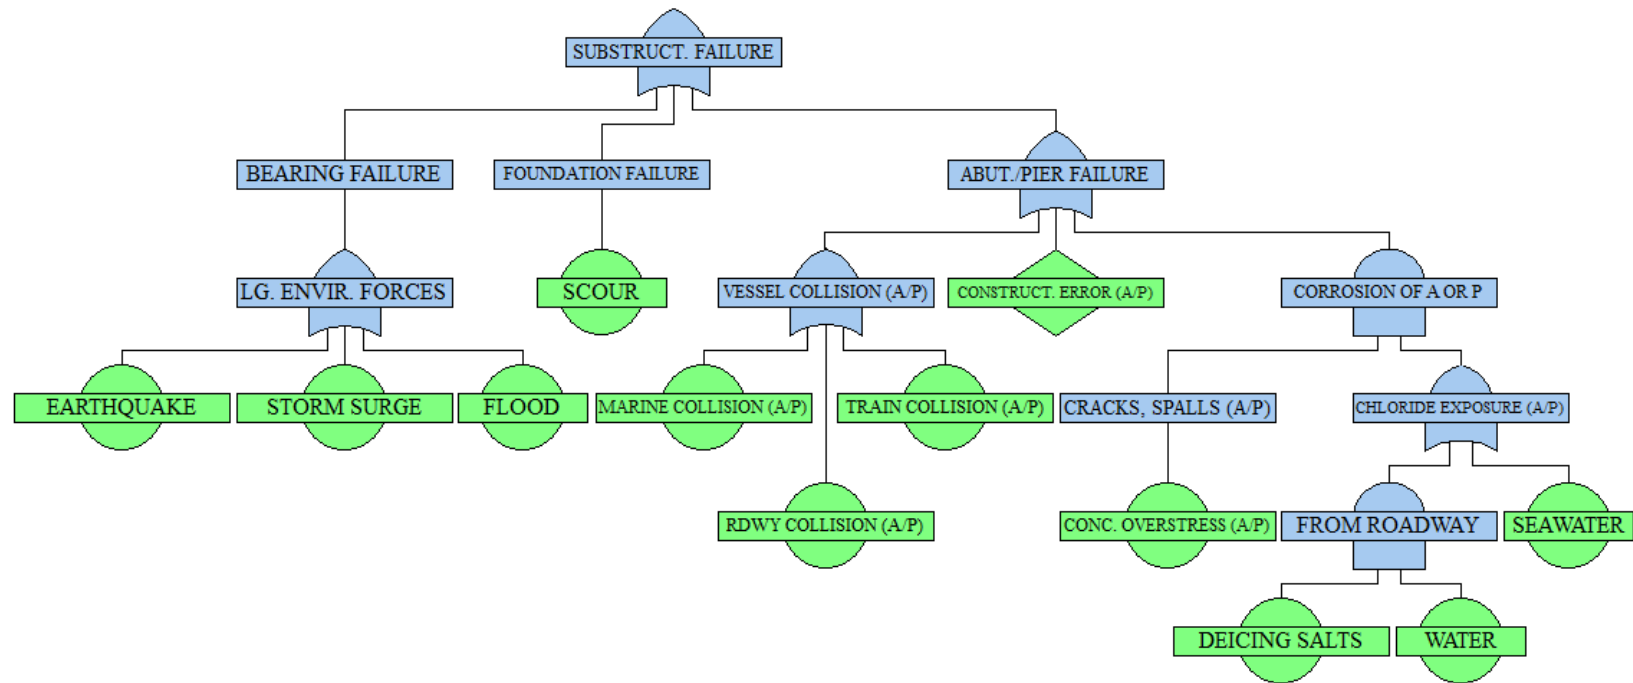 SUBSTRUCT. FAILURE
BEARING FAILURE
FOUNDATION FAILURE
ABUT./PIER FAILURE
LG. ENVIR. FORCES
SCOUR
VESSEL COLLISION (A/P)
CONSTRUCT. ERROR (A/P)
CORROSION OF A OR P
EARTHQUAKE
STORM SURGE
FLOOD
MARINE COLLISION (A/P)
TRAIN COLLISION (A/P)
CRACKS, SPALLS (A/P)
CHLORIDE EXPOSURE (A/P)
RDWY COLLISION (A/P)
CONC. OVERSTRESS (A/P)
FROM ROADWAY
SEAWATER
DEICING SALTS
WATER